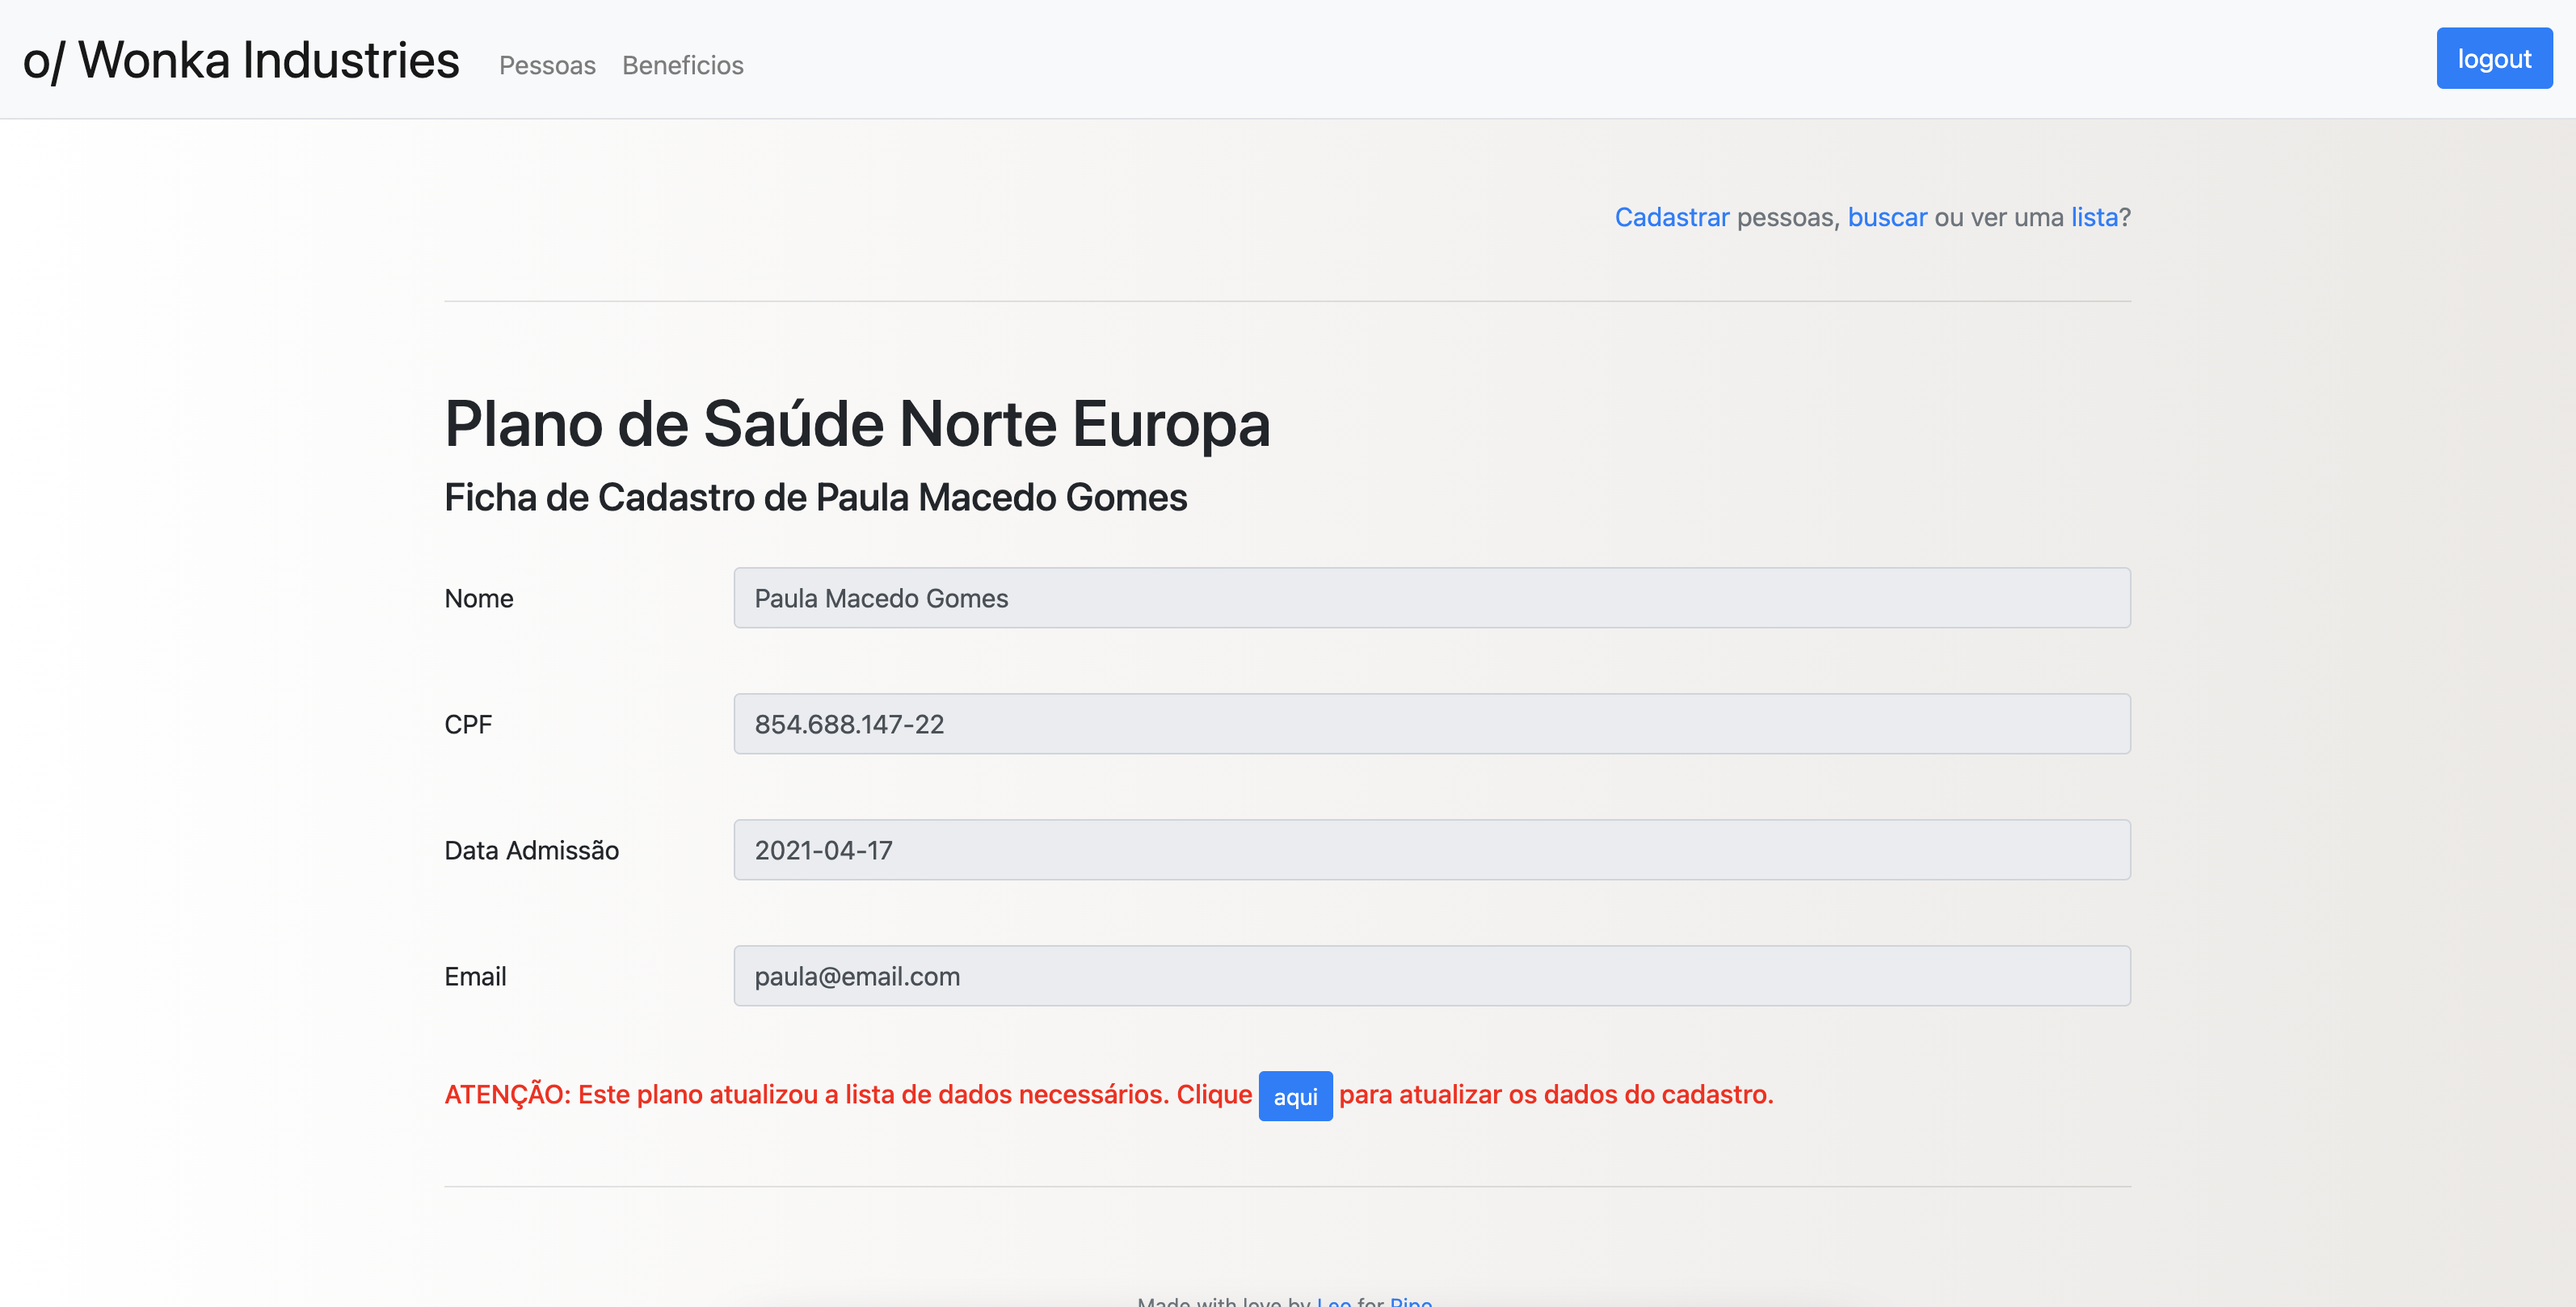 o/ Wonka Industries Pessoas Beneficios logout
Cadastrar pessoas, buscar ou ver uma lista?
Plano de Saúde Norte Europa
Ficha de Cadastro de Paula Macedo Gomes
Nome Paula Macedo Gomes
CPF 854.688.147-22
Data Admissão 2021-04-17
Email paula@email.com
ATENÇÃO: Este plano atualizou a lista de dados necessários. Clique aqui para atualizar os dados do cadastro.
Made with love by Leo for